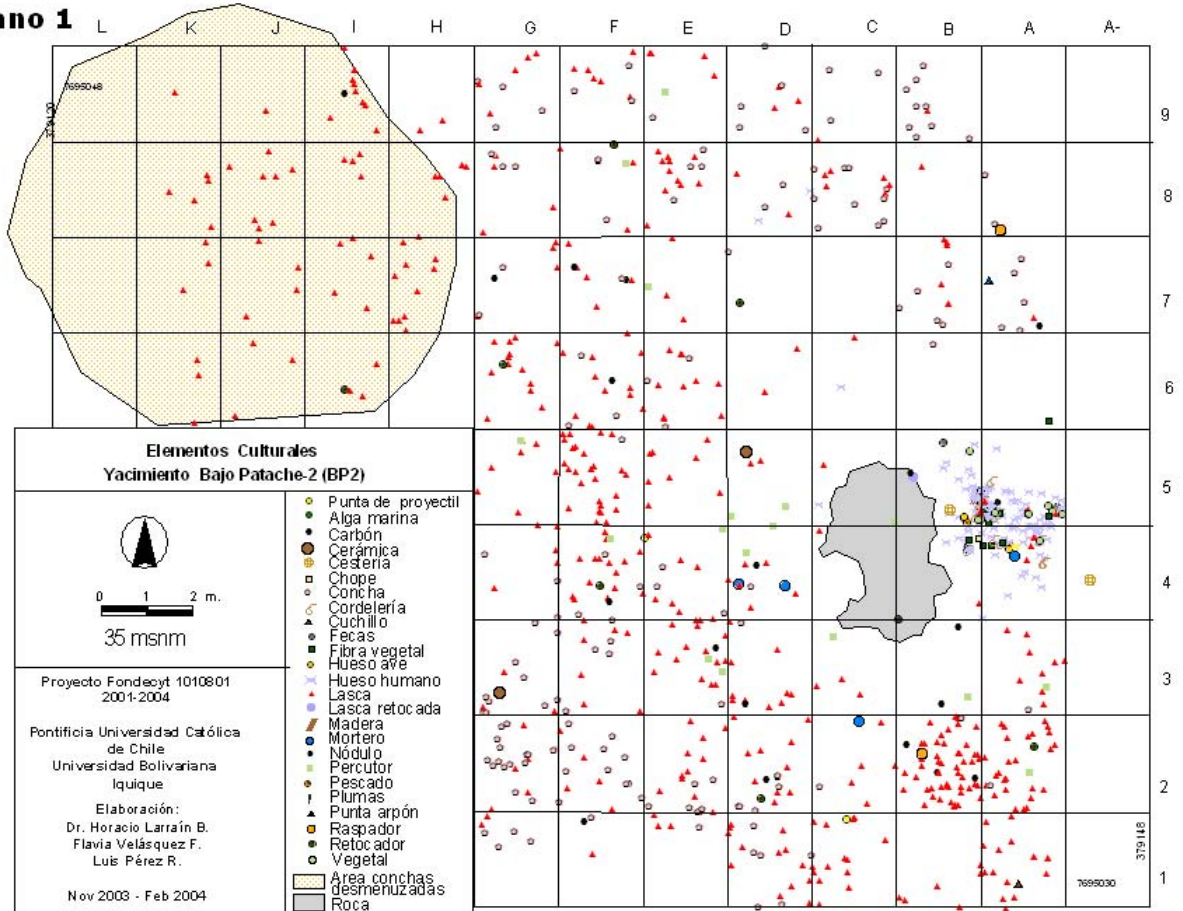 ano 1
L K J I H G F E D C B A A-
7695048
379120
9
8
7
6
5
4
3
2
1
379148
7695030
Elementos Culturales
Yacimiento Bajo Patache-2 (BP2)
0 1 2 m.
35 msnm
Proyecto Fondecyt 1010801
2001-2004
Pontificia Universidad Católica
de Chile
Universidad Bolivariana
Iquique
Elaboración:
Dr. Horacio Larraín B.
Flavia Velásquez F.
Luis Pérez R.
Nov 2003 - Feb 2004
Punta de proyectil
Alga marina
Carbón
Cerámica
Cestería
Chope
Concha
Cordelería
Cuchillo
Fecas
Fibra vegetal
Hueso ave
Hueso humano
Lasca
Lasca retocada
Madera
Mortero
Nódulo
Percutor
Pescado
Plumas
Punta arpón
Raspador
Retocador
Vegetal
Area conchas
desmenuzadas
Roca